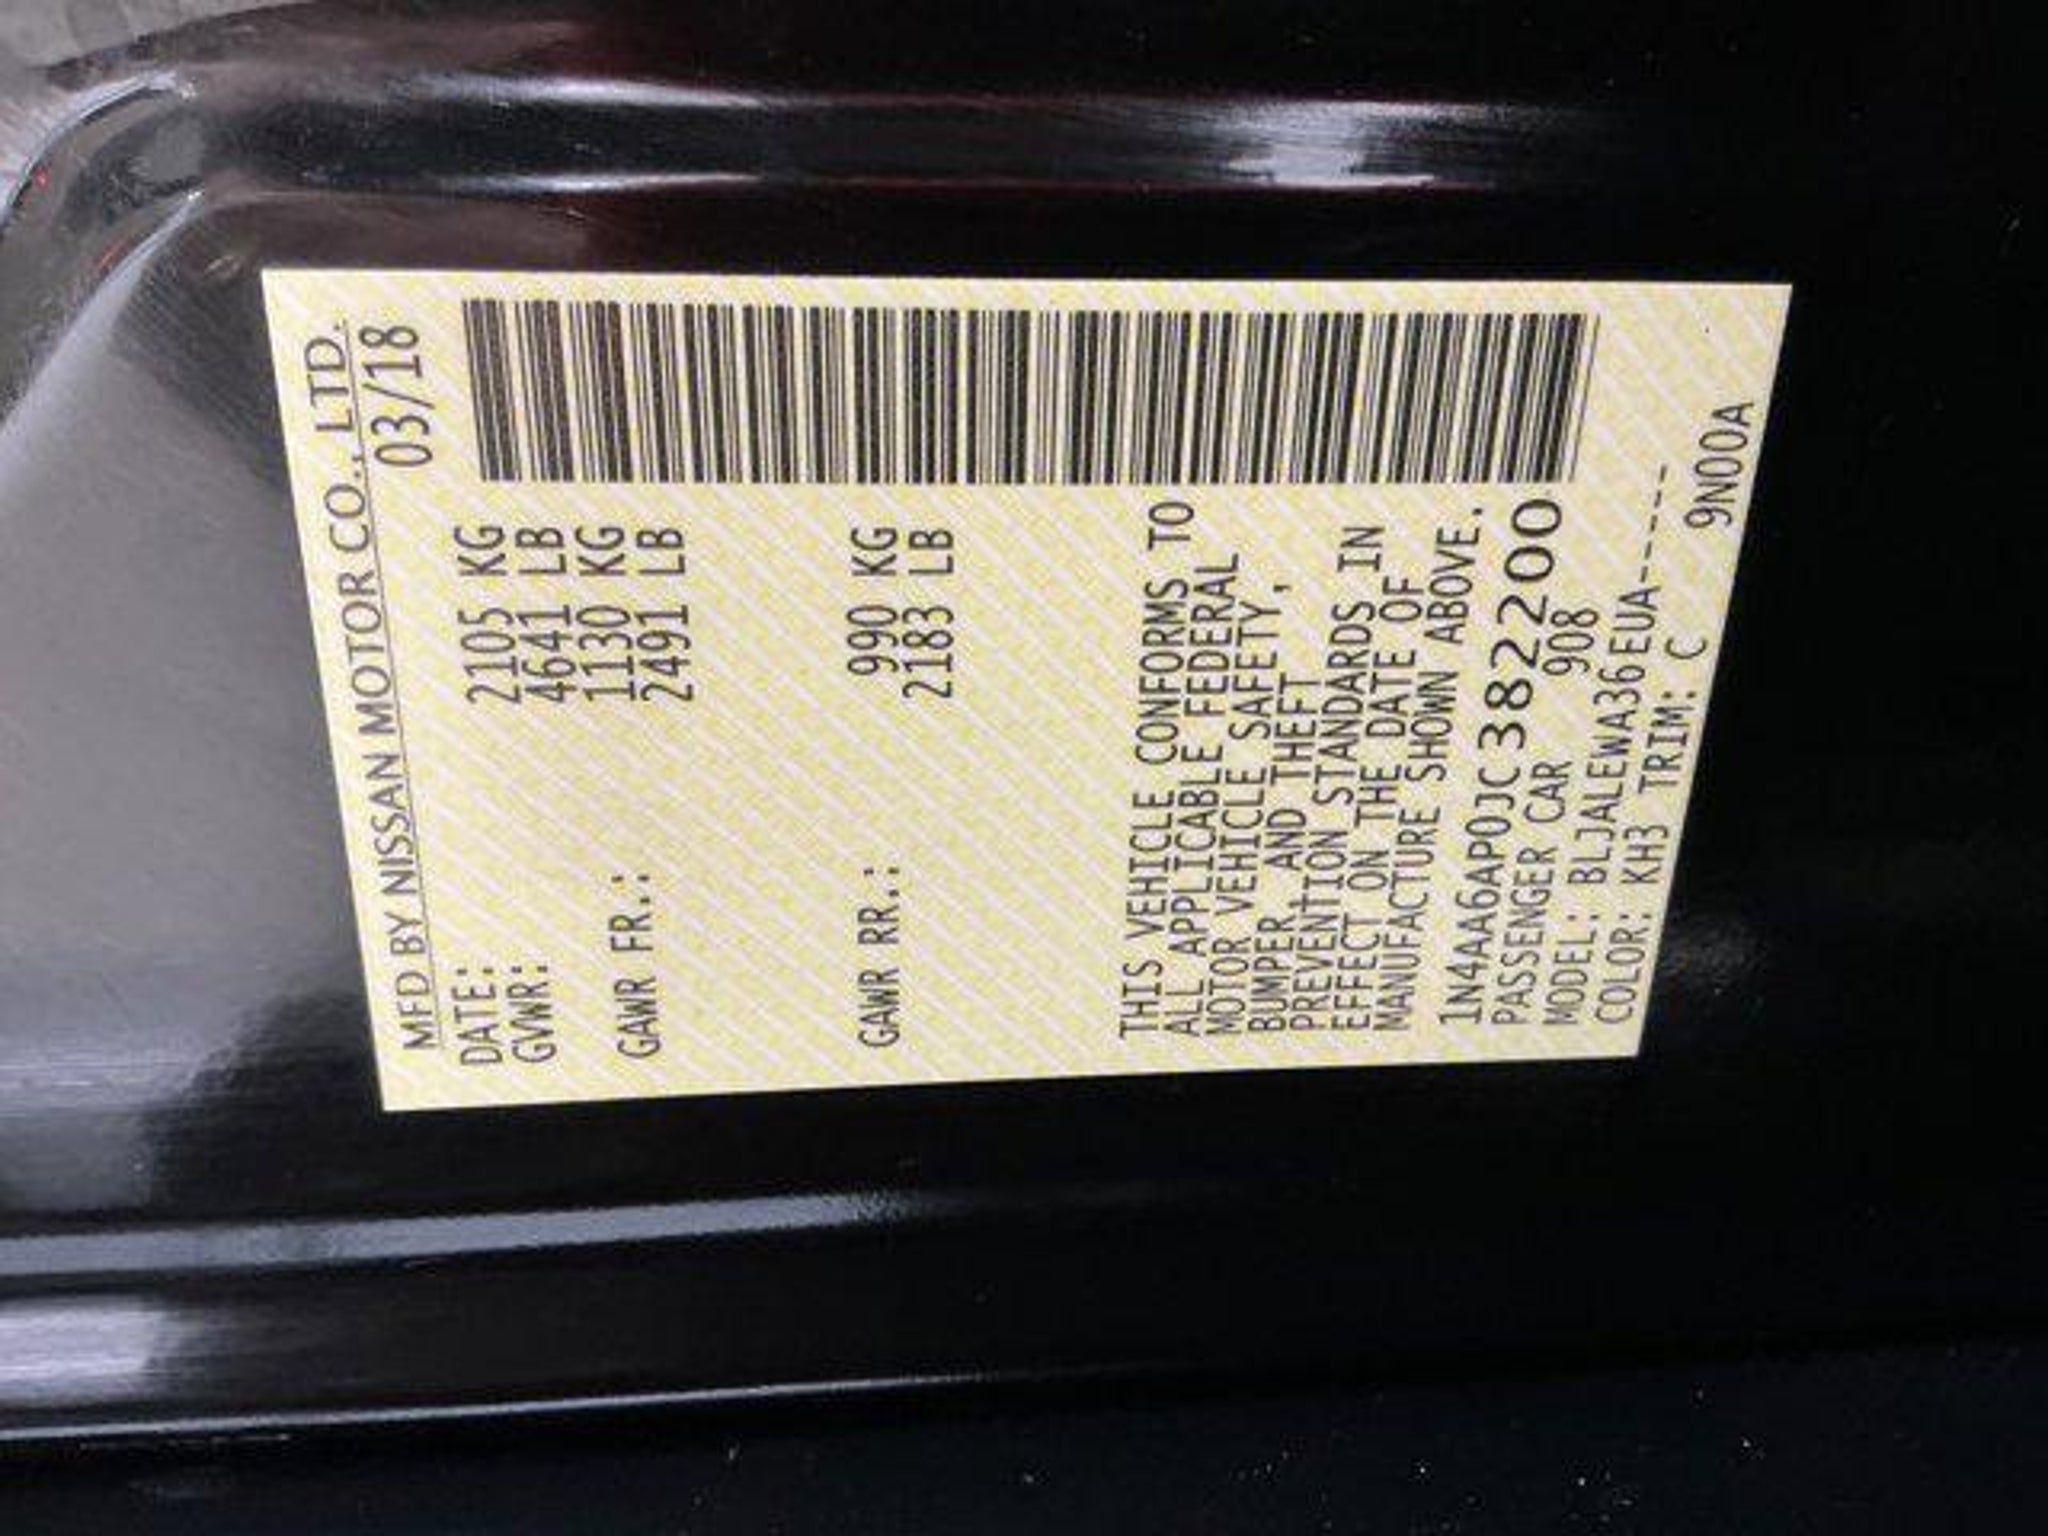 MFD BY NISSAN MOTOR CO., LTD.
DATE: 03/18
GVWR: 2105 KG
4641 LB
GAWR FR.: 1130 KG
2491 LB
GAWR RR.: 990 KG
2183 LB
THIS VEHICLE CONFORMS TO
ALL APPLICABLE FEDERAL
MOTOR VEHICLE SAFETY,
BUMPER, AND THEFT
PREVENTION STANDARDS IN
EFFECT ON THE DATE OF
MANUFACTURE SHOWN ABOVE.
1N4AA6AP0JC382200
PASSENGER CAR 908
MODEL: BLJALEWA36EUA-----
COLOR: KH3 TRIM: C 9N00A